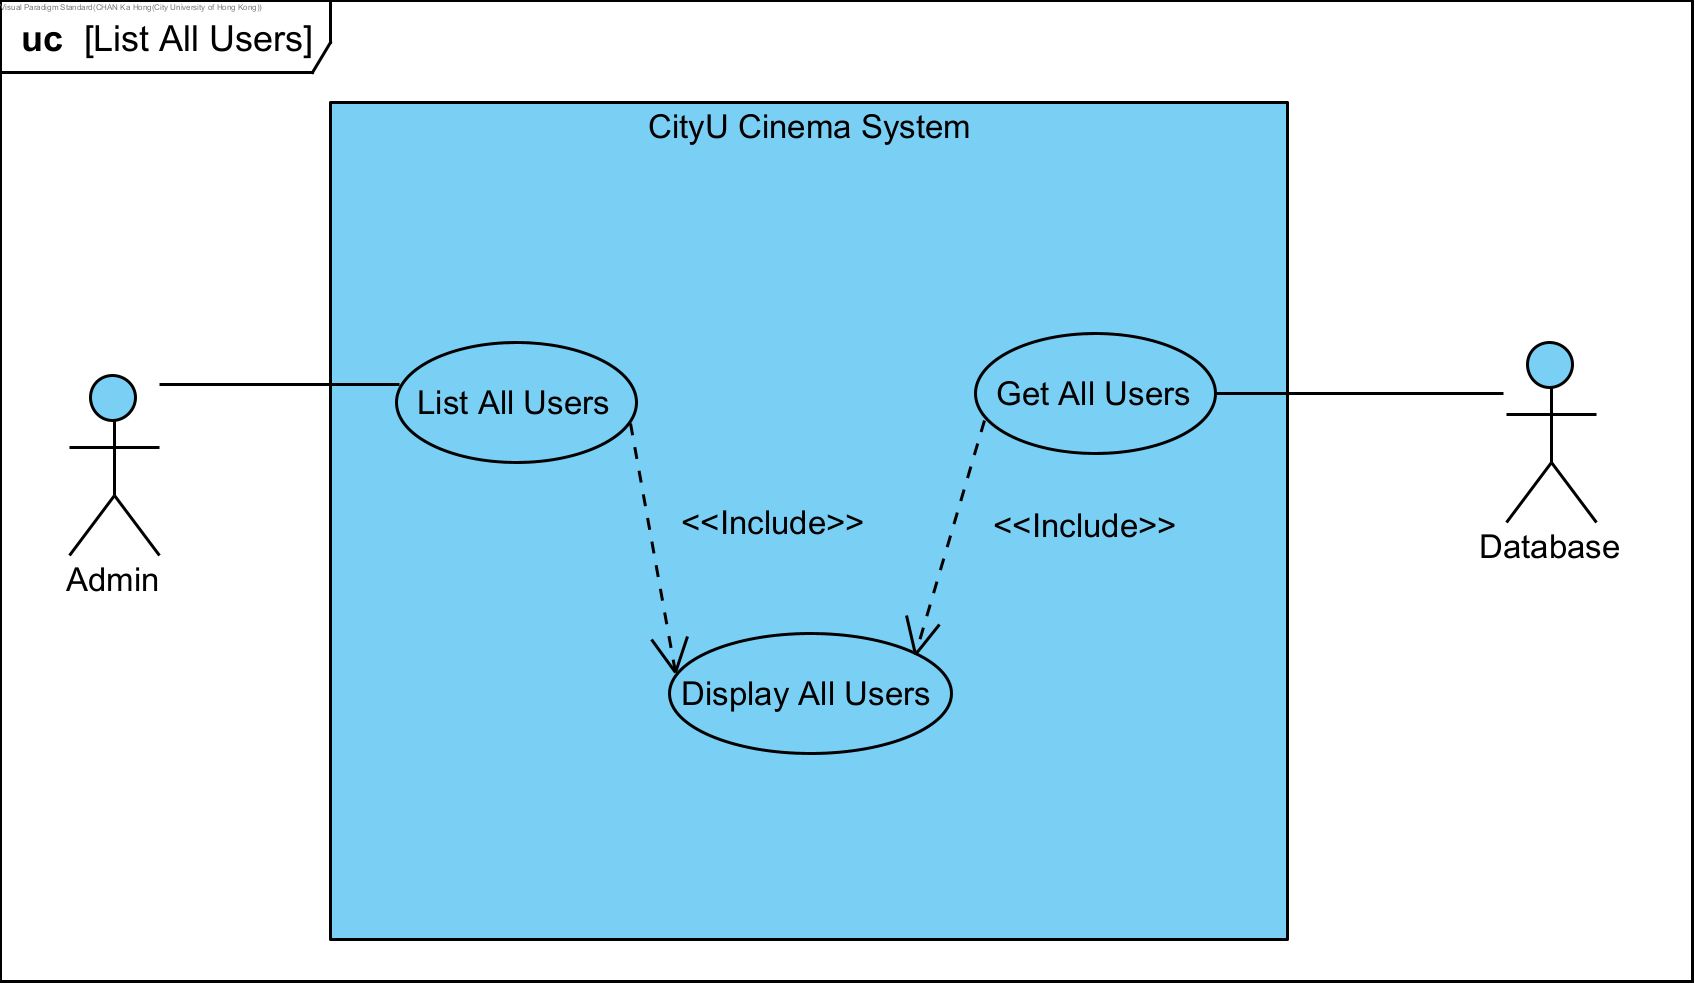 Visual Paradigm Standard(CHAN Ka Hong(City University of Hong Kong))
uc [List All Users]
CityU Cinema System
List All Users
Get All Users
<<Include>>
<<Include>>
Admin
Database
Display All Users